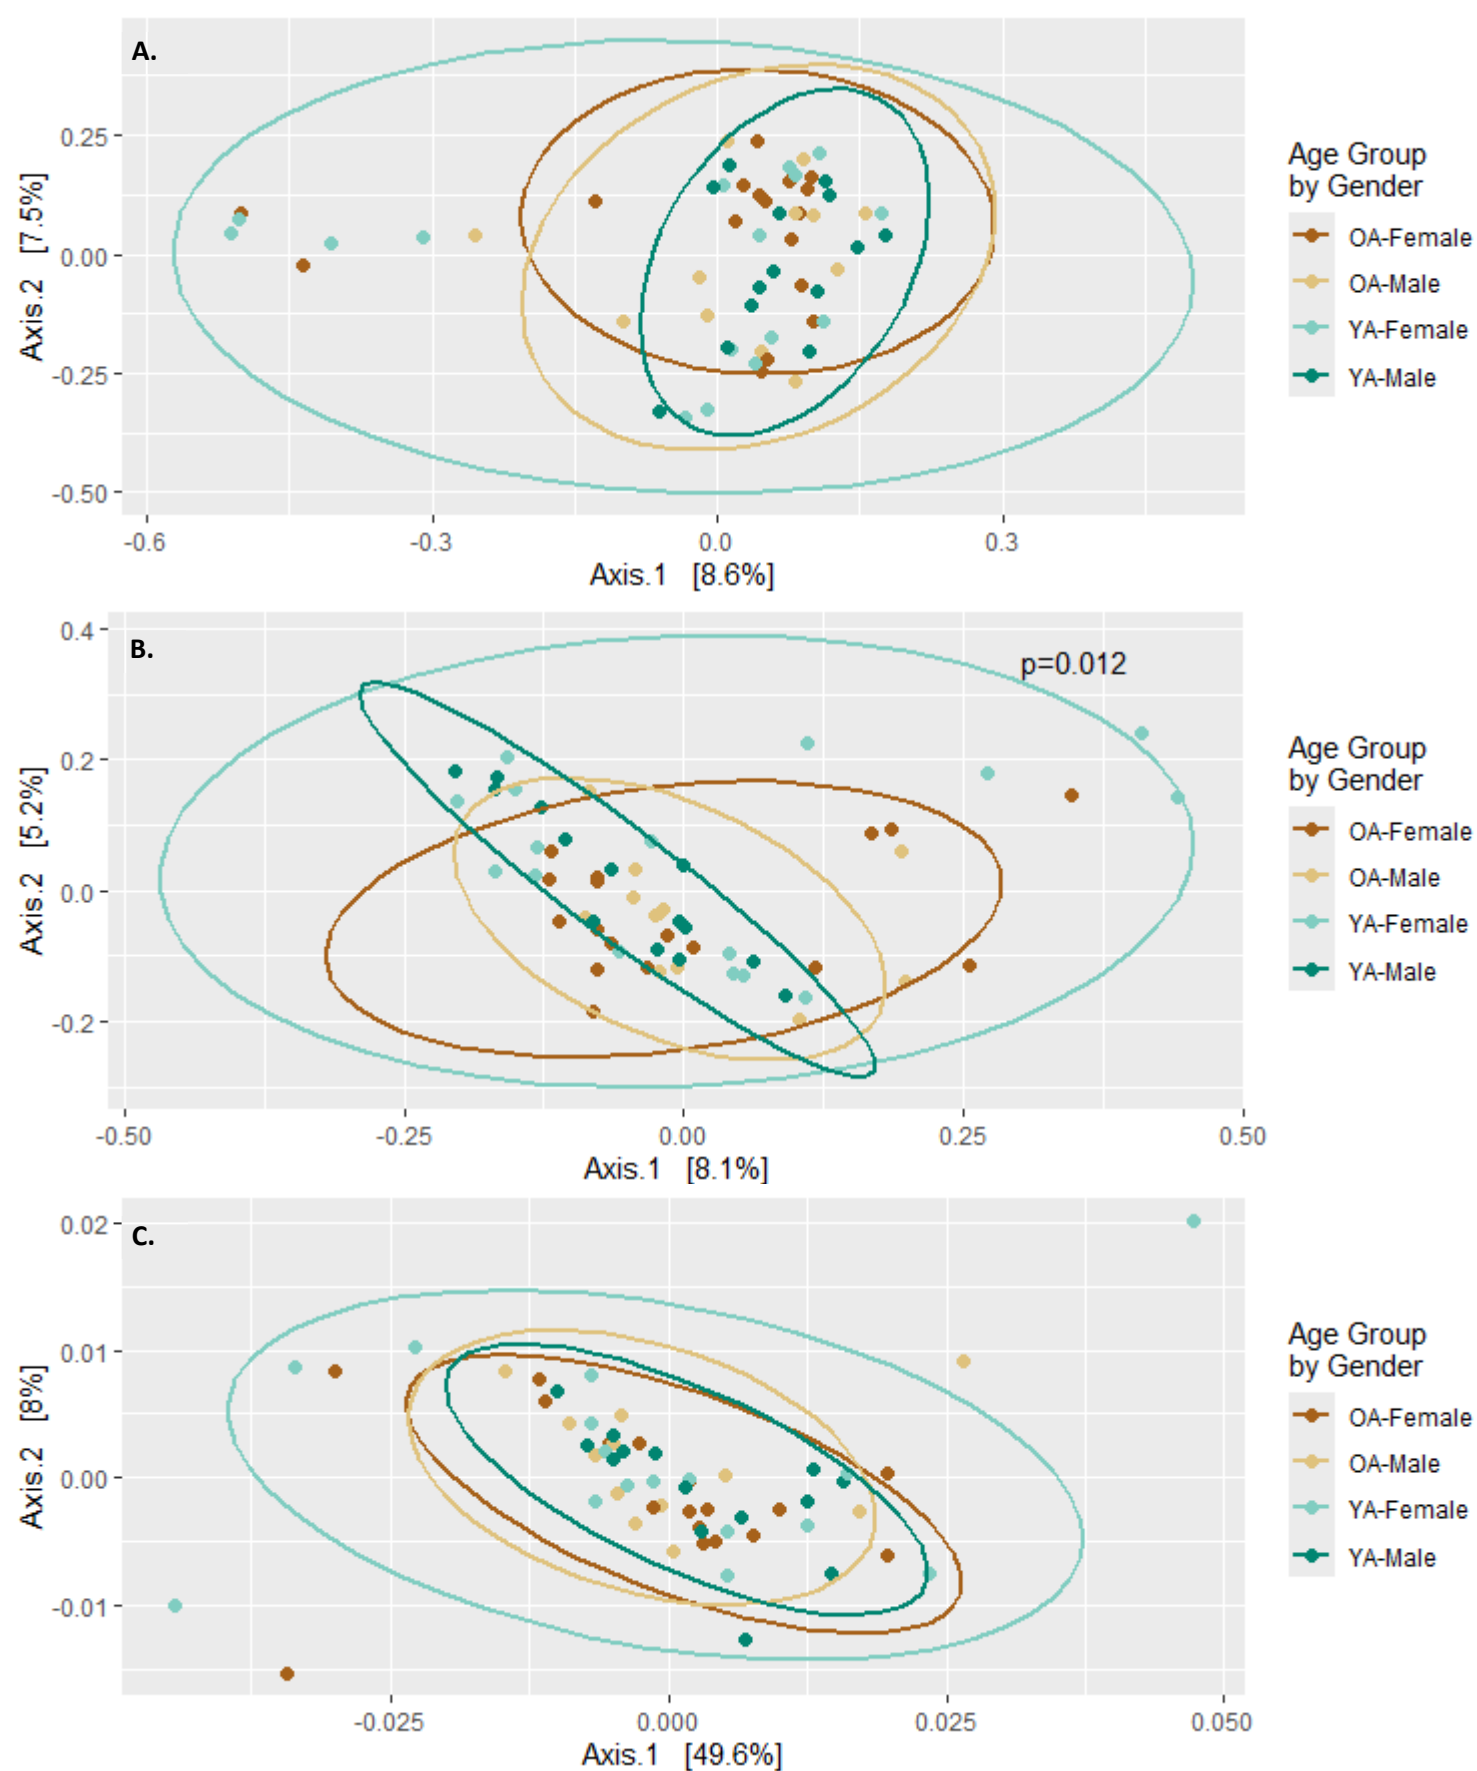 A.
0.25
0.00
-0.25
-0.50
Axis.2 [7.5%]
-0.6 -0.3 0.0 0.3
Axis.1 [8.6%]
Age Group
by Gender
OA-Female
OA-Male
YA-Female
YA-Male
B.
p=0.012
0.4
0.2
0.0
-0.2
Axis.2 [5.2%]
-0.50 -0.25 0.00 0.25 0.50
Axis.1 [8.1%]
Age Group
by Gender
OA-Female
OA-Male
YA-Female
YA-Male
C.
0.02
0.01
0.00
-0.01
Axis.2 [8%]
-0.025 0.000 0.025 0.050
Axis.1 [49.6%]
Age Group
by Gender
OA-Female
OA-Male
YA-Female
YA-Male